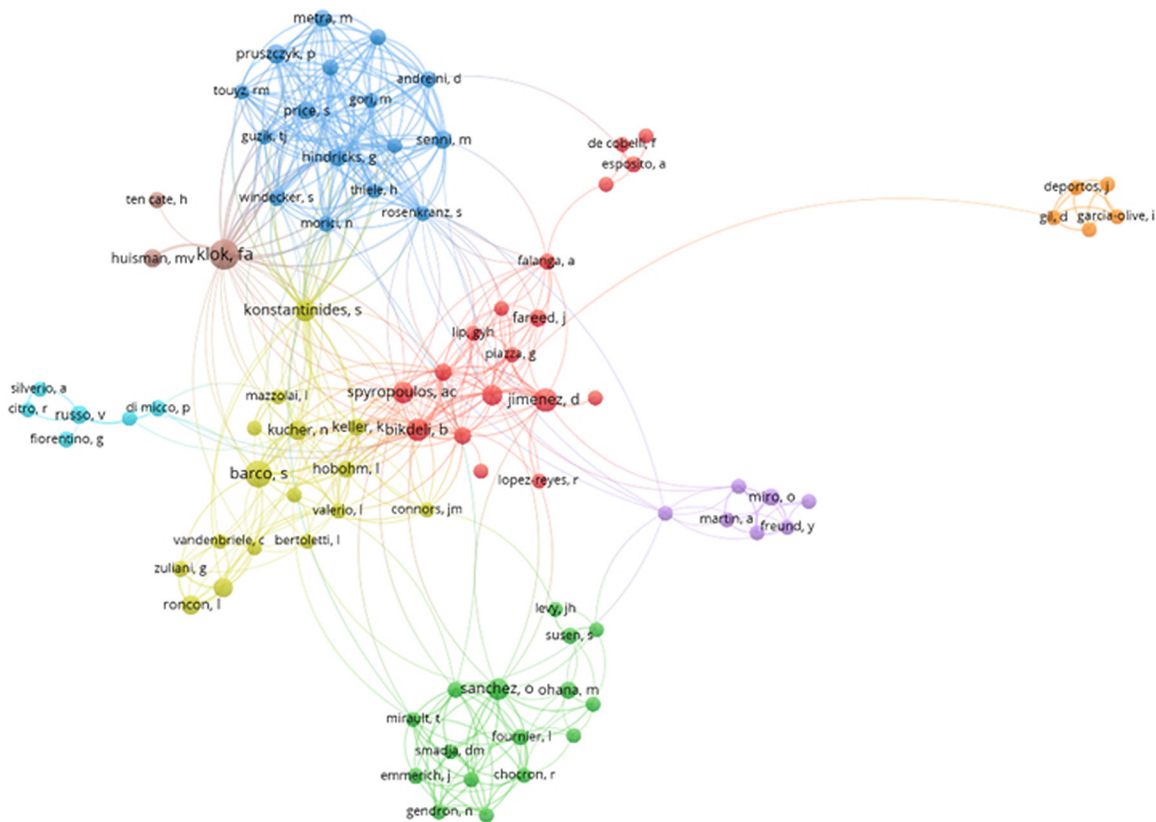 metra, m
pruszczyk, p
andreini, d
touyz, rm
gori, m
price, s
guzik, tj
senni, m
de cobelli, f
hindricks, g
esposito, a
thiele, h
deportos, j
ten cate, h
windecker, s
rosenkranz, s
gil, d
garcia-olive, i
morici, n
huisman, mv
klok, fa
falanga, a
konstantinides, s
fareed, j
lip, gyh
piazza, g
silverio, a
mazzolai, l
spyropoulos, ac
jimenez, d
citro, r
russo, v
di micco, p
kucher, n
keller, k
bikdeli, b
fiorentino, g
barco, s
hobohm, l
lopez-reyes, r
miro, o
valerio, l
connors, jm
martin, a
freund, y
vandenbriele, c
bertoletti, l
zuliani, g
roncon, l
levy, jh
susen, s
sanchez, o
ohana, m
mirault, t
fournier, l
smadja, dm
emmerich, j
chocron, r
gendron, n